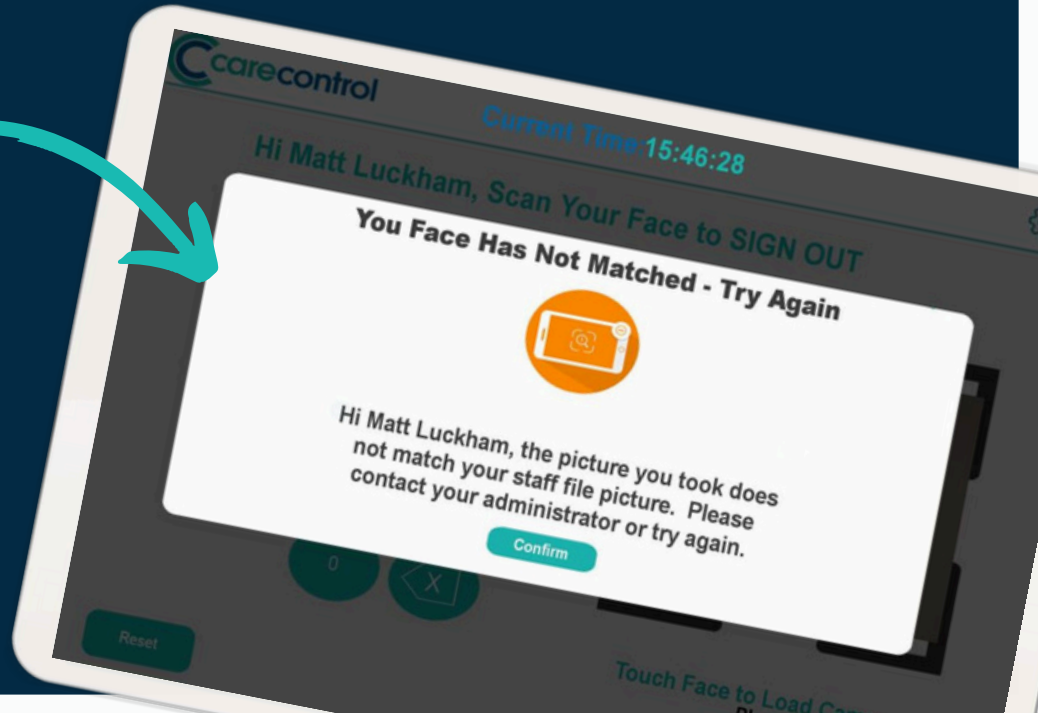 carecontrol
Current Time:15:46:28
Hi Matt Luckham, Scan Your Face to SIGN OUT
You Face Has Not Matched - Try Again
Hi Matt Luckham, the picture you took does
not match your staff file picture. Please
contact your administrator or try again.
Confirm
0
X
Reset
Touch Face to Load